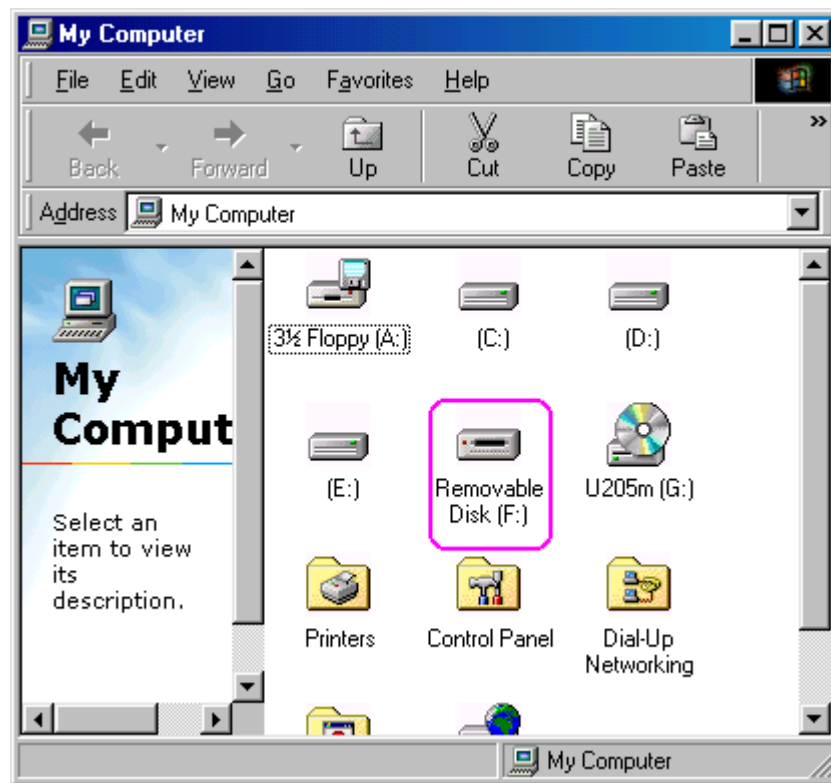 My Computer
File Edit View Go Favorites Help
Back Forward Up Cut Copy Paste »
Address My Computer
My
Comput
Select an
item to view
its
description.
3½ Floppy (A:) (C:) (D:)
(E:) Removable
Disk (F:) U205m (G:)
Printers Control Panel Dial-Up
Networking
My Computer